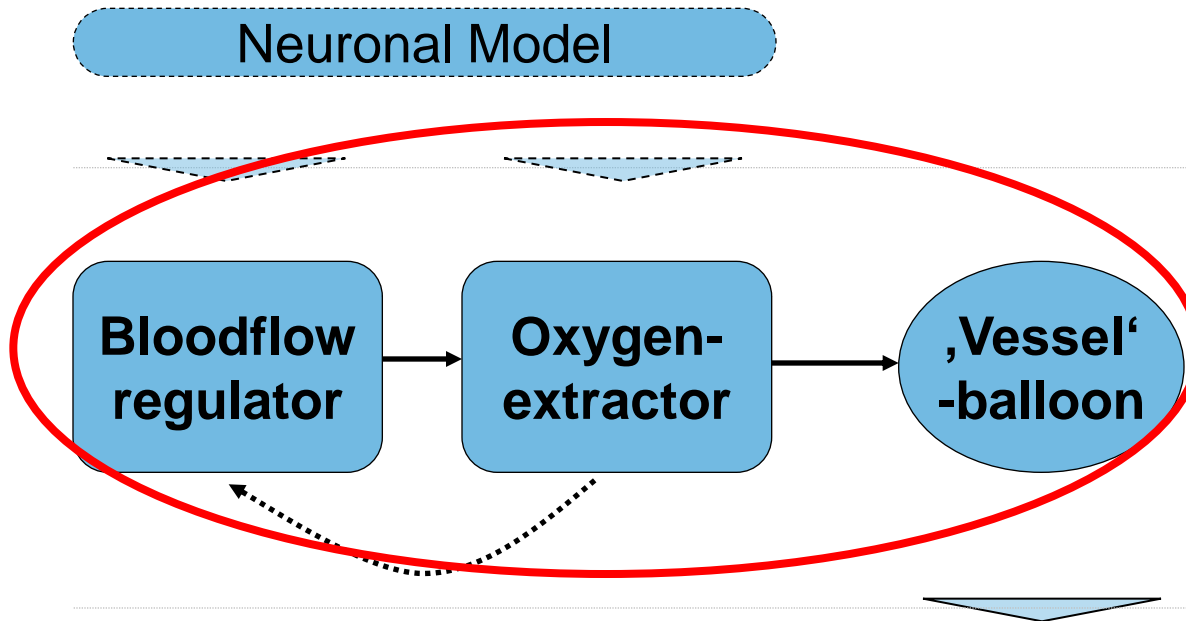 Neuronal Model
Bloodflow
regulator
Oxygen-
extractor
‚Vessel‘
-balloon